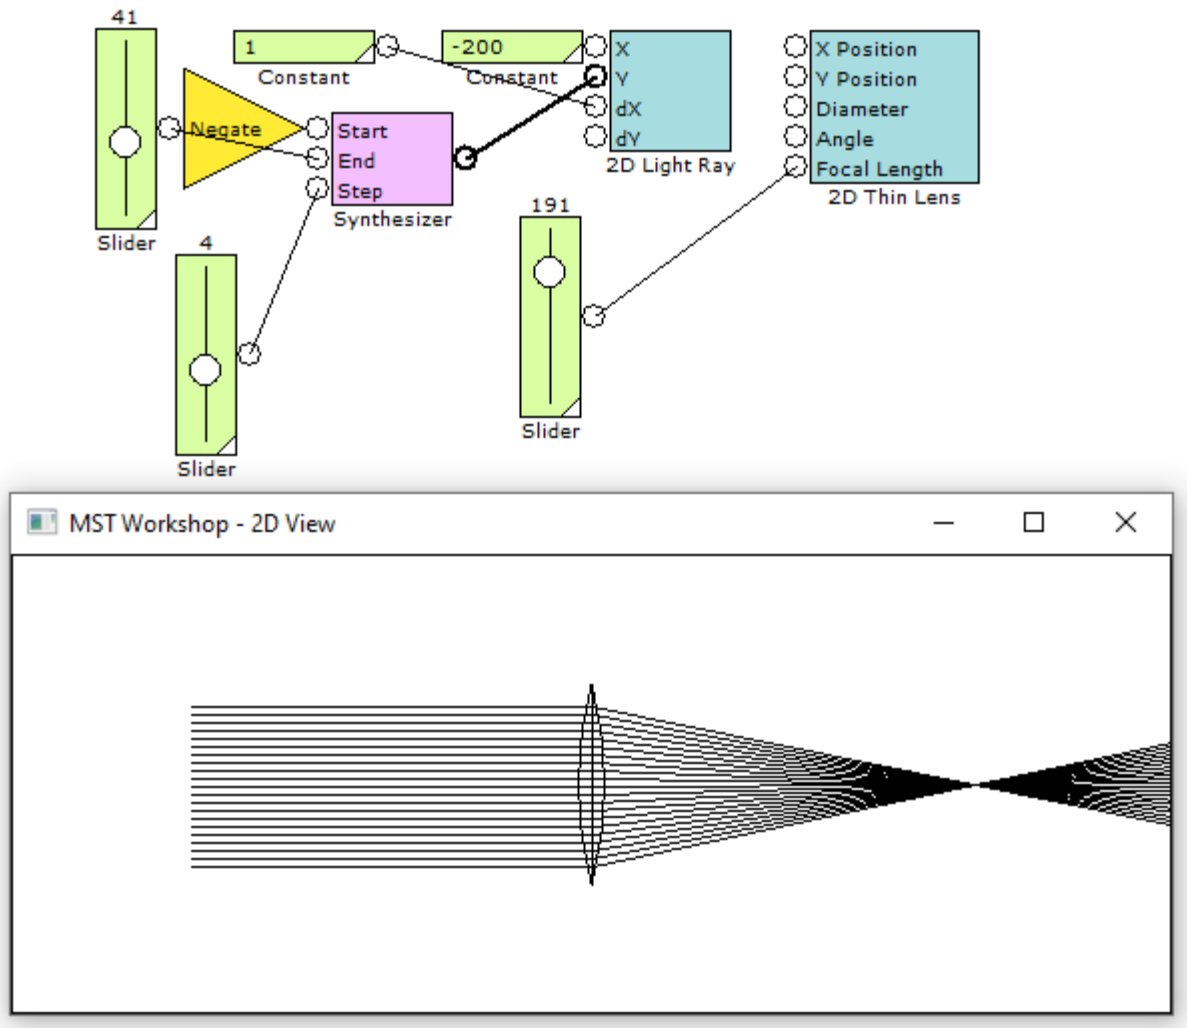 41
1
Constant
-200
Constant
X
Y
dX
dY
2D Light Ray
X Position
Y Position
Diameter
Angle
Focal Length
2D Thin Lens
Negate
Start
End
Step
Synthesizer
Slider
4
Slider
191
Slider
MST Workshop - 2D View